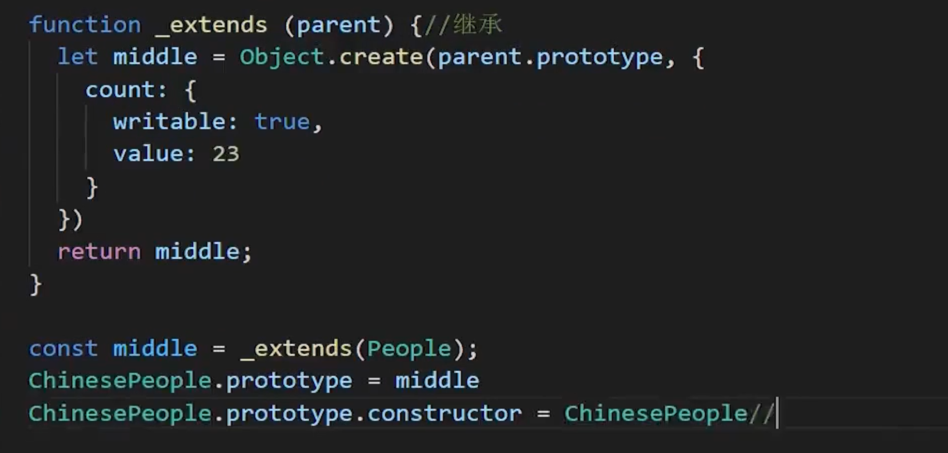 function _extends (parent) {//继承
let middle = Object.create(parent.prototype, {
count: {
writable: true,
value: 23
}
})
return middle;
}
const middle = _extends(People);
ChinesePeople.prototype = middle
ChinesePeople.prototype.constructor = ChinesePeople//